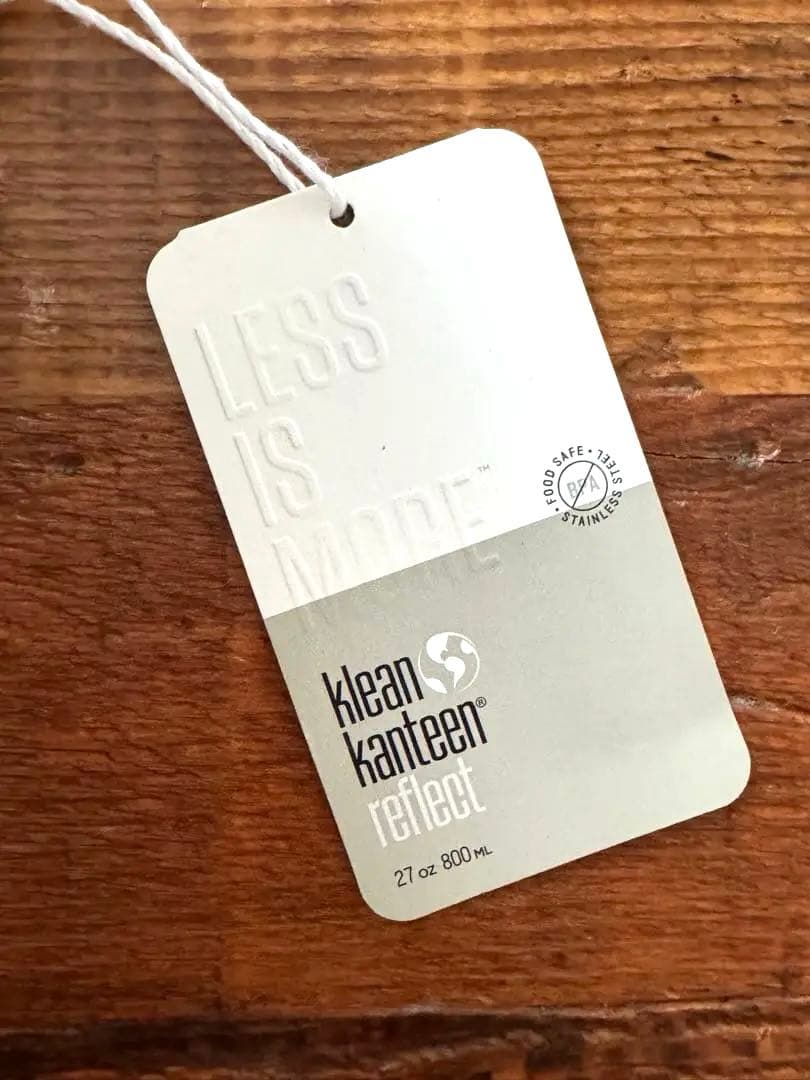 LESS
IS
MORE™
• FOOD SAFE • STAINLESS STEEL
BPA
klean
kanteen®
reflect
27 oz 800 ML